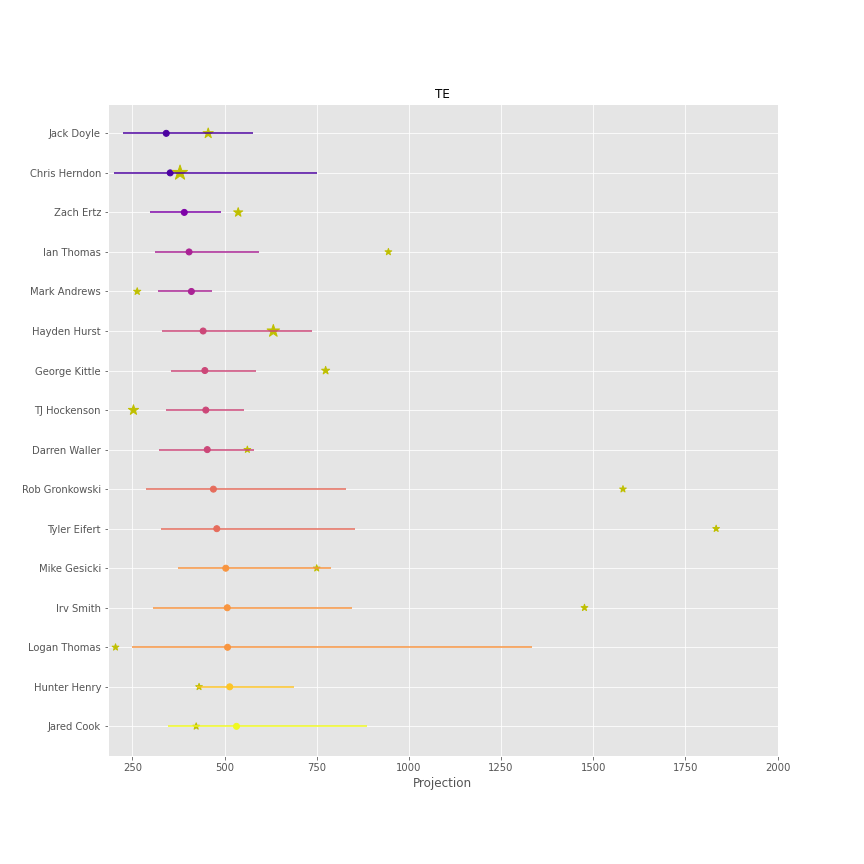 TE
Jack Doyle
Chris Herndon
Zach Ertz
Ian Thomas
Mark Andrews
Hayden Hurst
George Kittle
TJ Hockenson
Darren Waller
Rob Gronkowski
Tyler Eifert
Mike Gesicki
Irv Smith
Logan Thomas
Hunter Henry
Jared Cook
250 500 750 1000 1250 1500 1750 2000
Projection